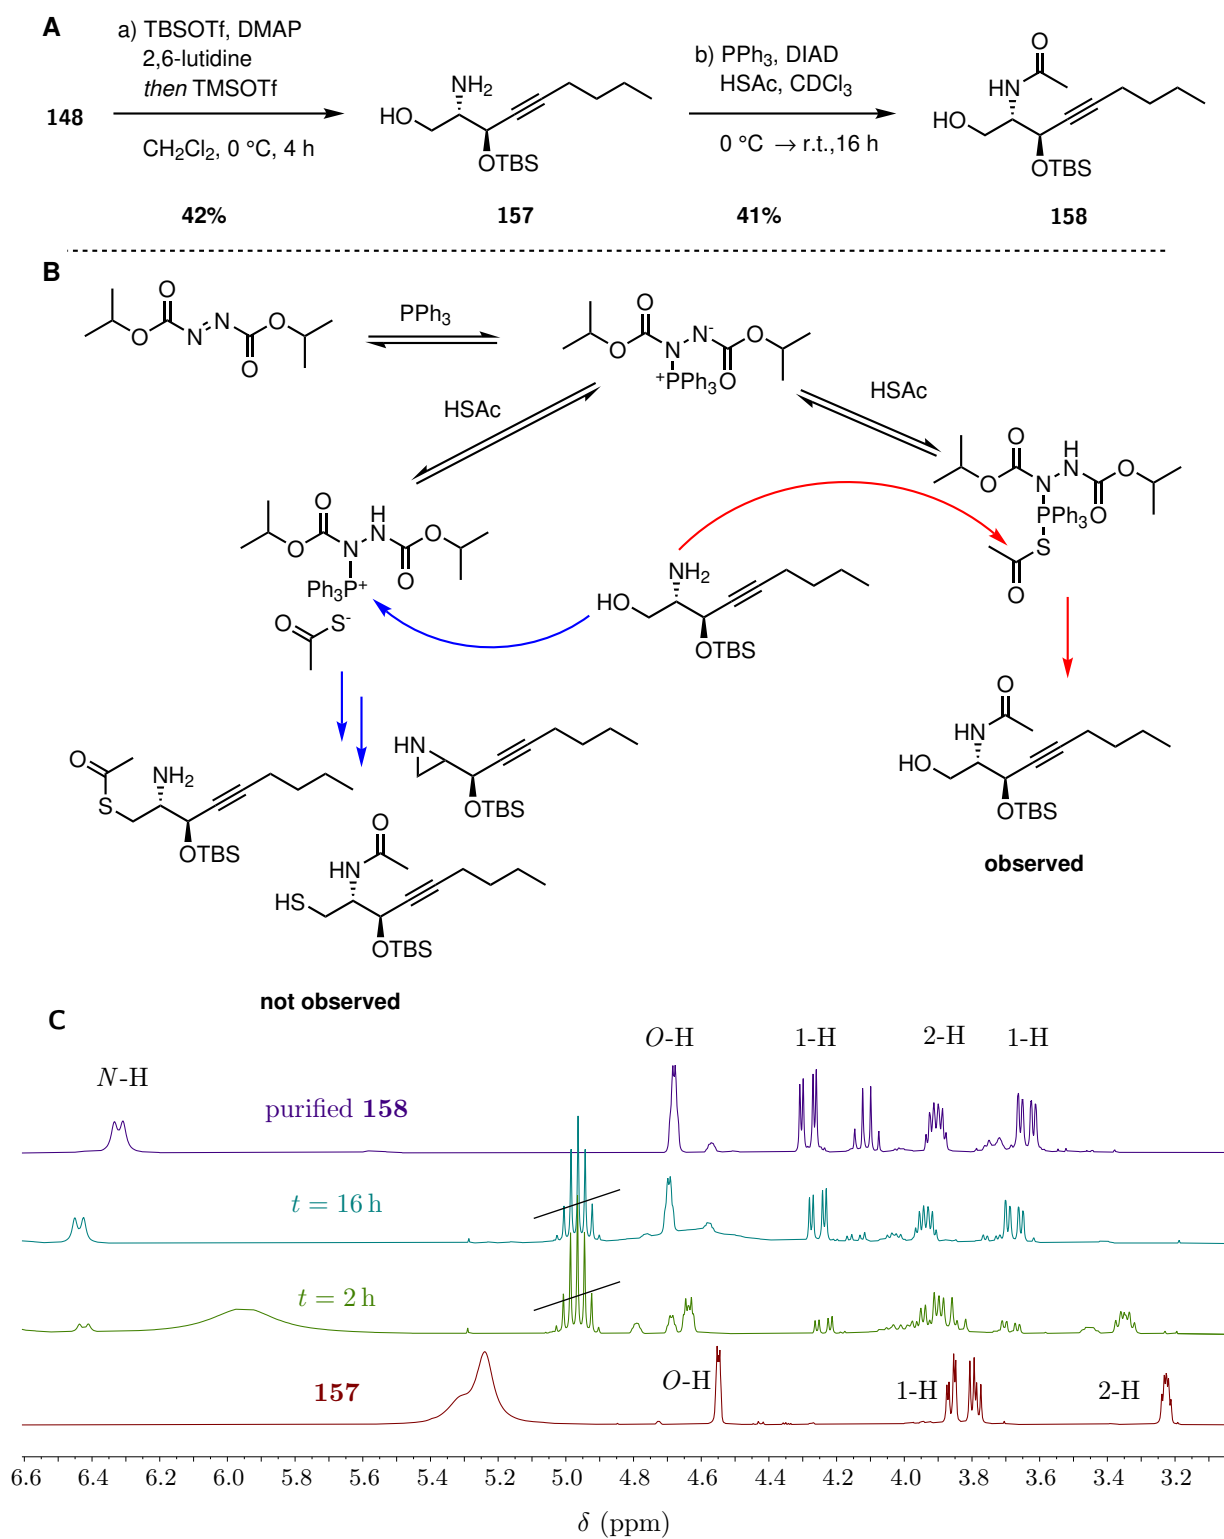 A
a) TBSOTf, DMAP
2,6-lutidine
then TMSOTf
148
CH2Cl2, 0 °C, 4 h
42%
NH2
HO
OTBS
157
b) PPh3, DIAD
HSAc, CDCl3
0 °C → r.t.,16 h
41%
O
HN
HO
OTBS
158
B
O
O
N
N
O
O
PPh3
O
O
N
N-
O
O
+PPh3
HSAc
HSAc
O
O
N
H
N
O
O
Ph3P+
O
S-
NH2
HO
OTBS
O
O
N
H
N
O
O
PPh3
S
O
O
S
NH2
OTBS
HN
OTBS
O
HN
HS
OTBS
not observed
O
HN
HO
OTBS
observed
C
N-H
O-H
1-H
2-H
1-H
purified 158
t = 16 h
t = 2 h
157
O-H
1-H
2-H
6.6 6.4 6.2 6.0 5.8 5.6 5.4 5.2 5.0 4.8 4.6 4.4 4.2 4.0 3.8 3.6 3.4 3.2
δ (ppm)